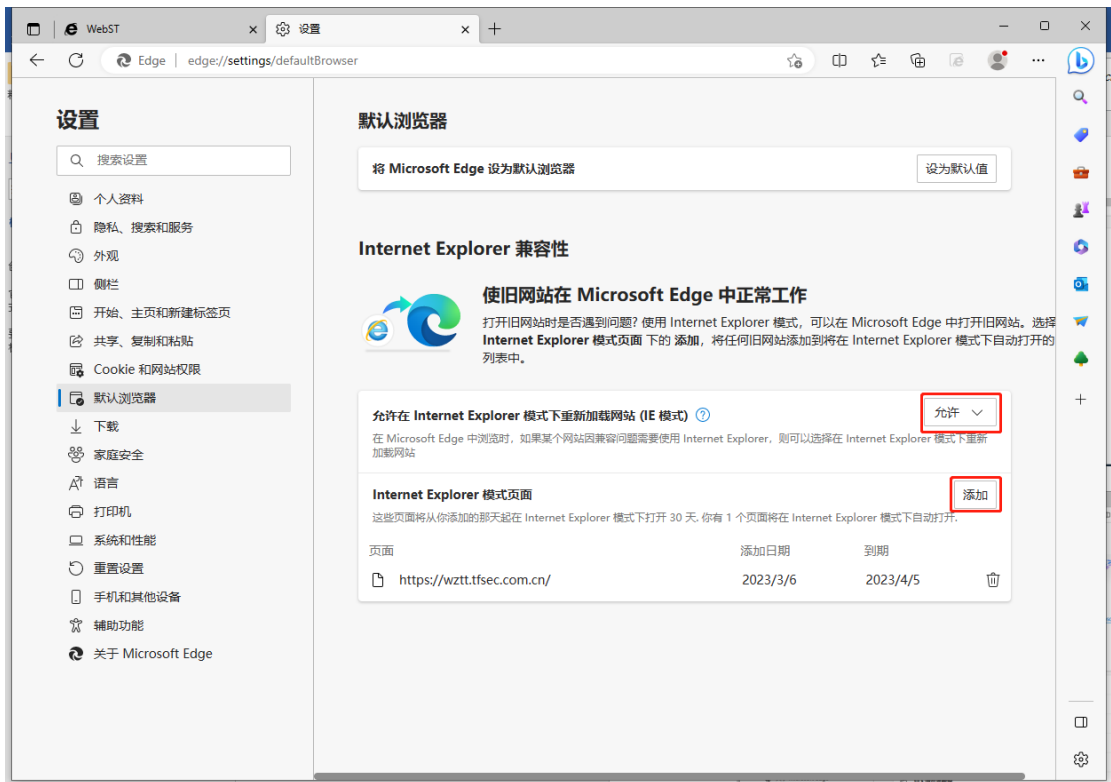 WebST
设置
Edge
edge://settings/defaultBrowser
设置
搜索设置
个人资料
隐私、搜索和服务
外观
侧栏
开始、主页和新建标签页
共享、复制和粘贴
Cookie 和网站权限
默认浏览器
下载
家庭安全
语言
打印机
系统和性能
重置设置
手机和其他设备
辅助功能
关于 Microsoft Edge
默认浏览器
将 Microsoft Edge 设为默认浏览器
设为默认值
Internet Explorer 兼容性
使旧网站在 Microsoft Edge 中正常工作
打开旧网站时是否遇到问题? 使用 Internet Explorer 模式，可以在 Microsoft Edge 中打开旧网站。选择
Internet Explorer 模式页面 下的 添加，将任何旧网站添加到将在 Internet Explorer 模式下自动打开的
列表中。
允许在 Internet Explorer 模式下重新加载网站 (IE 模式)
允许
在 Microsoft Edge 中浏览时，如果某个网站因兼容问题需要使用 Internet Explorer，则可以选择在 Internet Explorer 模式下重新
加载网站
Internet Explorer 模式页面
添加
这些页面将从你添加的那天起在 Internet Explorer 模式下打开 30 天. 你有 1 个页面将在 Internet Explorer 模式下自动打开.
页面
添加日期
到期
https://wztt.tfsec.com.cn/
2023/3/6
2023/4/5